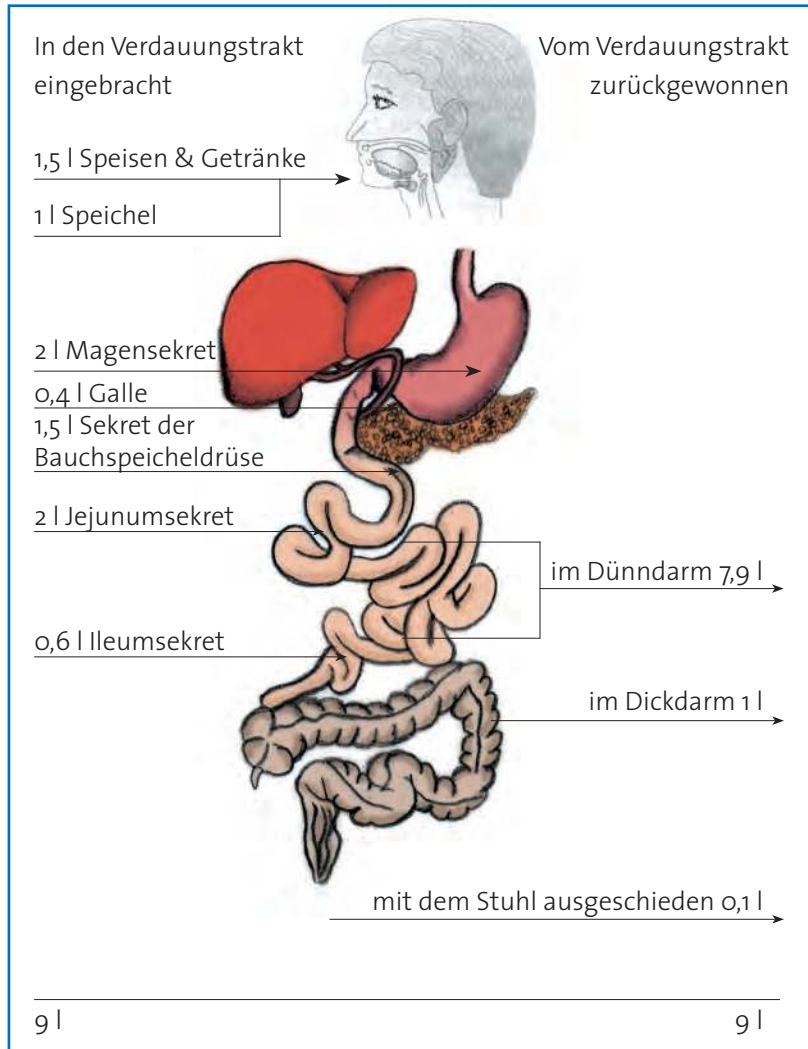 In den Verdauungstrakt
eingebracht
Vom Verdauungstrakt
zurückgewonnen
1,5 l Speisen & Getränke
1 l Speichel
2 l Magensekret
0,4 l Galle
1,5 l Sekret der
Bauchspeicheldrüse
2 l Jejunumsekret
im Dünndarm 7,9 l
0,6 l Ileumsekret
im Dickdarm 1 l
mit dem Stuhl ausgeschieden 0,1 l
9 l
9 l